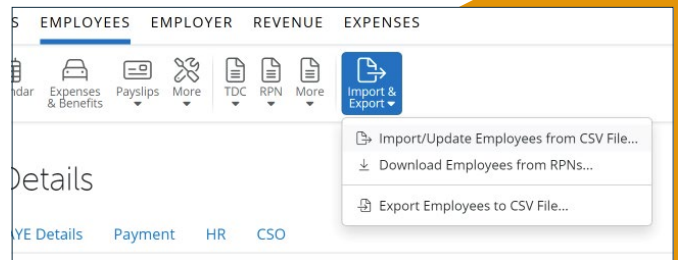 S EMPLOYEES EMPLOYER REVENUE EXPENSES
dar Expenses & Benefits Payslips More TDC RPN More Import & Export
Import/Update Employees from CSV File...
Download Employees from RPNs...
Export Employees to CSV File...
Details
AYE Details Payment HR CSO